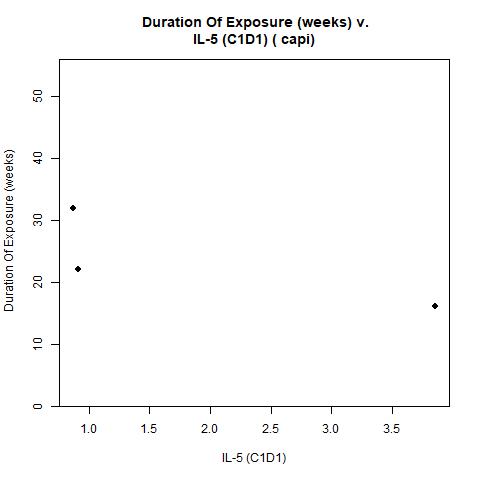 Duration Of Exposure (weeks) v.
IL-5 (C1D1) ( capi)
Duration Of Exposure (weeks)
50
40
30
20
10
0
1.0 1.5 2.0 2.5 3.0 3.5
IL-5 (C1D1)